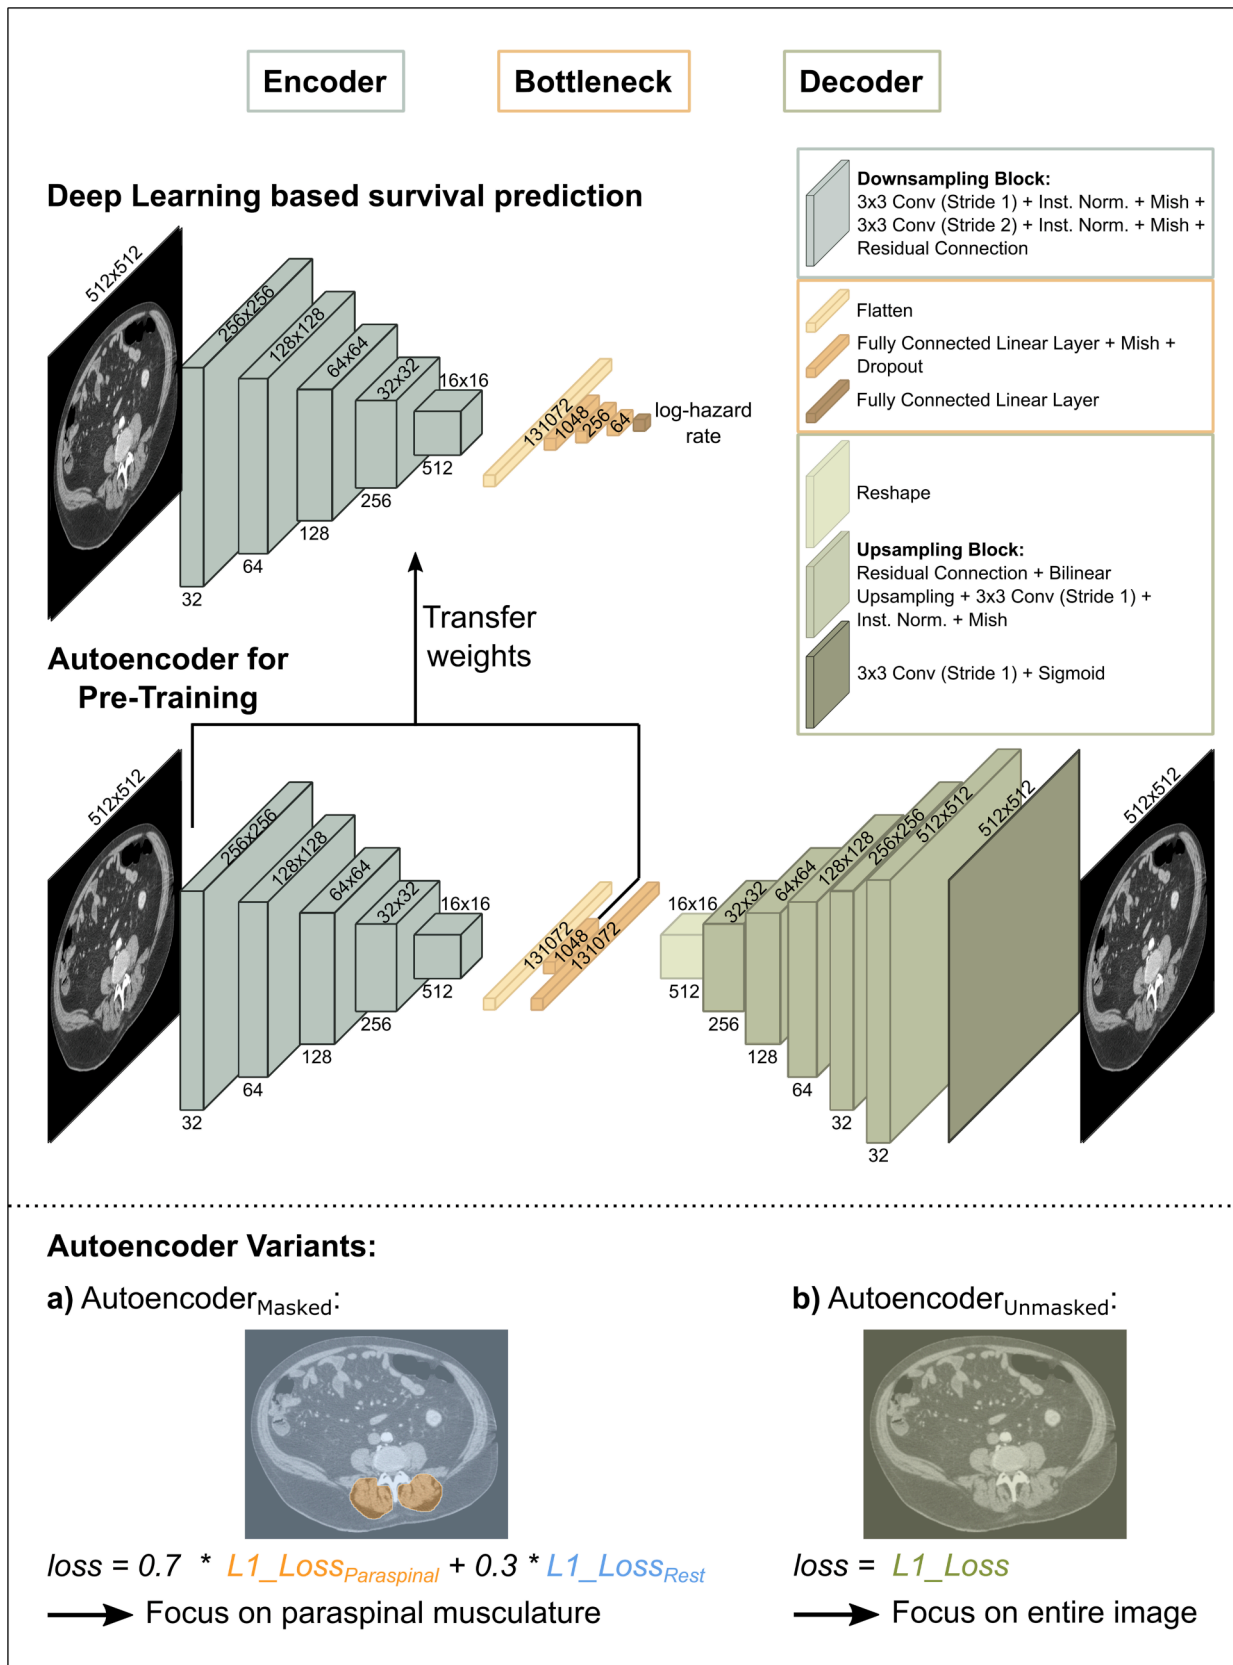 Encoder
Bottleneck
Decoder
Deep Learning based survival prediction
512x512
256x256
128x128
64x64
32x32
16x16
32
64
128
256
512
131072
1048
256
64
log-hazard
rate
Downsampling Block:
3x3 Conv (Stride 1) + Inst. Norm. + Mish +
3x3 Conv (Stride 2) + Inst. Norm. + Mish +
Residual Connection
Flatten
Fully Connected Linear Layer + Mish +
Dropout
Fully Connected Linear Layer
Reshape
Upsampling Block:
Residual Connection + Bilinear
Upsampling + 3x3 Conv (Stride 1) +
Inst. Norm. + Mish
3x3 Conv (Stride 1) + Sigmoid
Transfer
weights
Autoencoder for
Pre-Training
512x512
256x256
128x128
64x64
32x32
16x16
32
64
128
256
512
131072
1048
131072
16x16
32x32
64x64
128x128
256x256
512x512
512x512
512x512
512
256
128
64
32
32
Autoencoder Variants:
a) AutoencoderMasked:
loss = 0.7 * L1_LossParaspinal + 0.3 * L1_LossRest
Focus on paraspinal musculature
b) AutoencoderUnmasked:
loss = L1_Loss
Focus on entire image